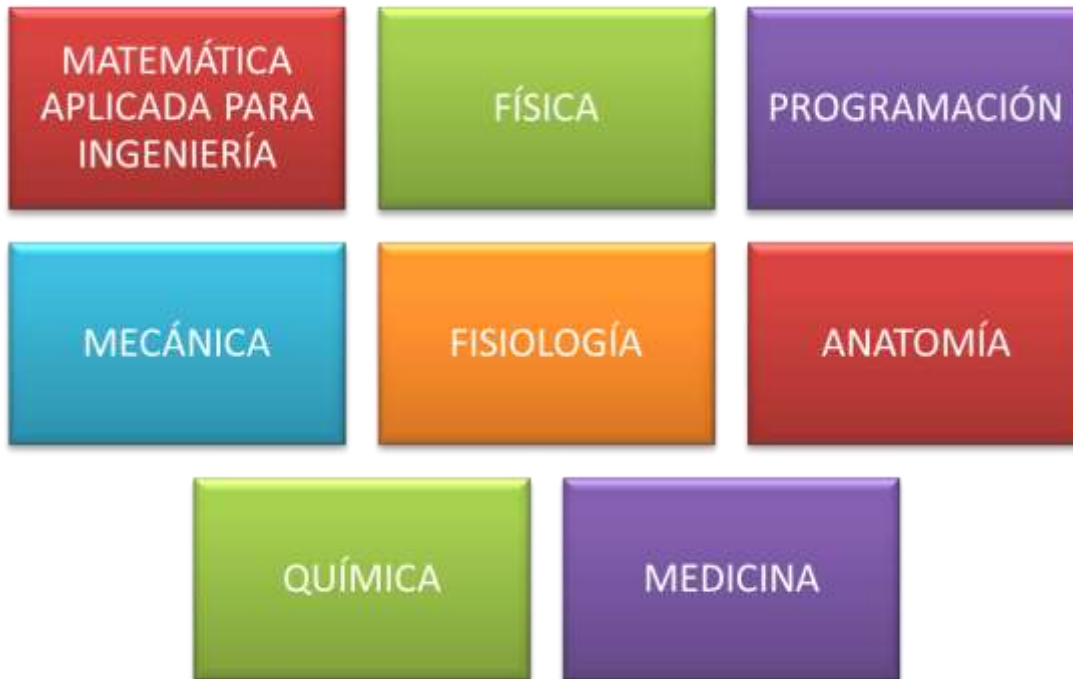 MATEMÁTICA
APLICADA PARA
INGENIERÍA
FÍSICA
PROGRAMACIÓN
MECÁNICA
FISIOLOGÍA
ANATOMÍA
QUÍMICA
MEDICINA